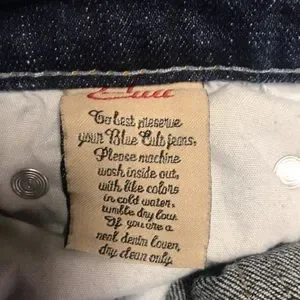 To best preserve
your Blue Cult jeans,
Please machine
wash inside out,
with like colors
in cold water,
tumble dry low.
If you are a
real denim lover,
dry clean only.